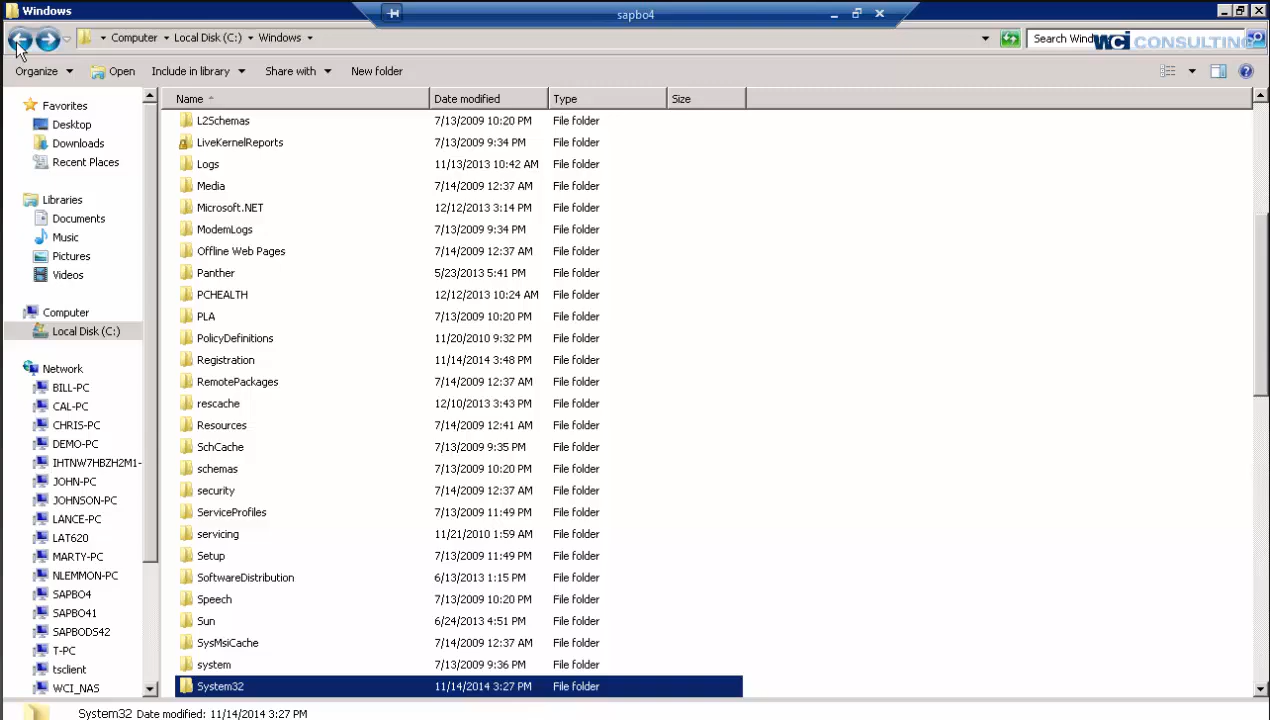 Windows
sapbo4
Computer Local Disk (C:) Windows
Search Wind
WCI CONSULTING
Organize Open Include in library Share with New folder
Name Date modified Type Size
Favorites
Desktop
Downloads
Recent Places
Libraries
Documents
Music
Pictures
Videos
Computer
Local Disk (C:)
Network
BILL-PC
CAL-PC
CHRIS-PC
DEMO-PC
IHTNW7HBZH2M1-
JOHN-PC
JOHNSON-PC
LANCE-PC
LAT620
MARTY-PC
NLEMMON-PC
SAPBO4
SAPBO41
SAPBODS42
T-PC
tsclient
WCI_NAS
L2Schemas 7/13/2009 10:20 PM File folder
LiveKernelReports 7/13/2009 9:34 PM File folder
Logs 11/13/2013 10:42 AM File folder
Media 7/14/2009 12:37 AM File folder
Microsoft.NET 12/12/2013 3:14 PM File folder
ModemLogs 7/13/2009 9:34 PM File folder
Offline Web Pages 7/14/2009 12:37 AM File folder
Panther 5/23/2013 5:41 PM File folder
PCHEALTH 12/12/2013 10:24 AM File folder
PLA 7/13/2009 10:20 PM File folder
PolicyDefinitions 11/20/2010 9:32 PM File folder
Registration 11/14/2014 3:48 PM File folder
RemotePackages 7/14/2009 12:37 AM File folder
rescache 12/10/2013 3:43 PM File folder
Resources 7/14/2009 12:41 AM File folder
SchCache 7/13/2009 9:35 PM File folder
schemas 7/13/2009 10:20 PM File folder
security 7/14/2009 12:37 AM File folder
ServiceProfiles 7/13/2009 11:49 PM File folder
servicing 11/21/2010 1:59 AM File folder
Setup 7/13/2009 11:49 PM File folder
SoftwareDistribution 6/13/2013 1:15 PM File folder
Speech 7/13/2009 10:20 PM File folder
Sun 6/24/2013 4:51 PM File folder
SysMsiCache 7/14/2009 12:37 AM File folder
system 7/13/2009 9:36 PM File folder
System32 11/14/2014 3:27 PM File folder
System32 Date modified: 11/14/2014 3:27 PM